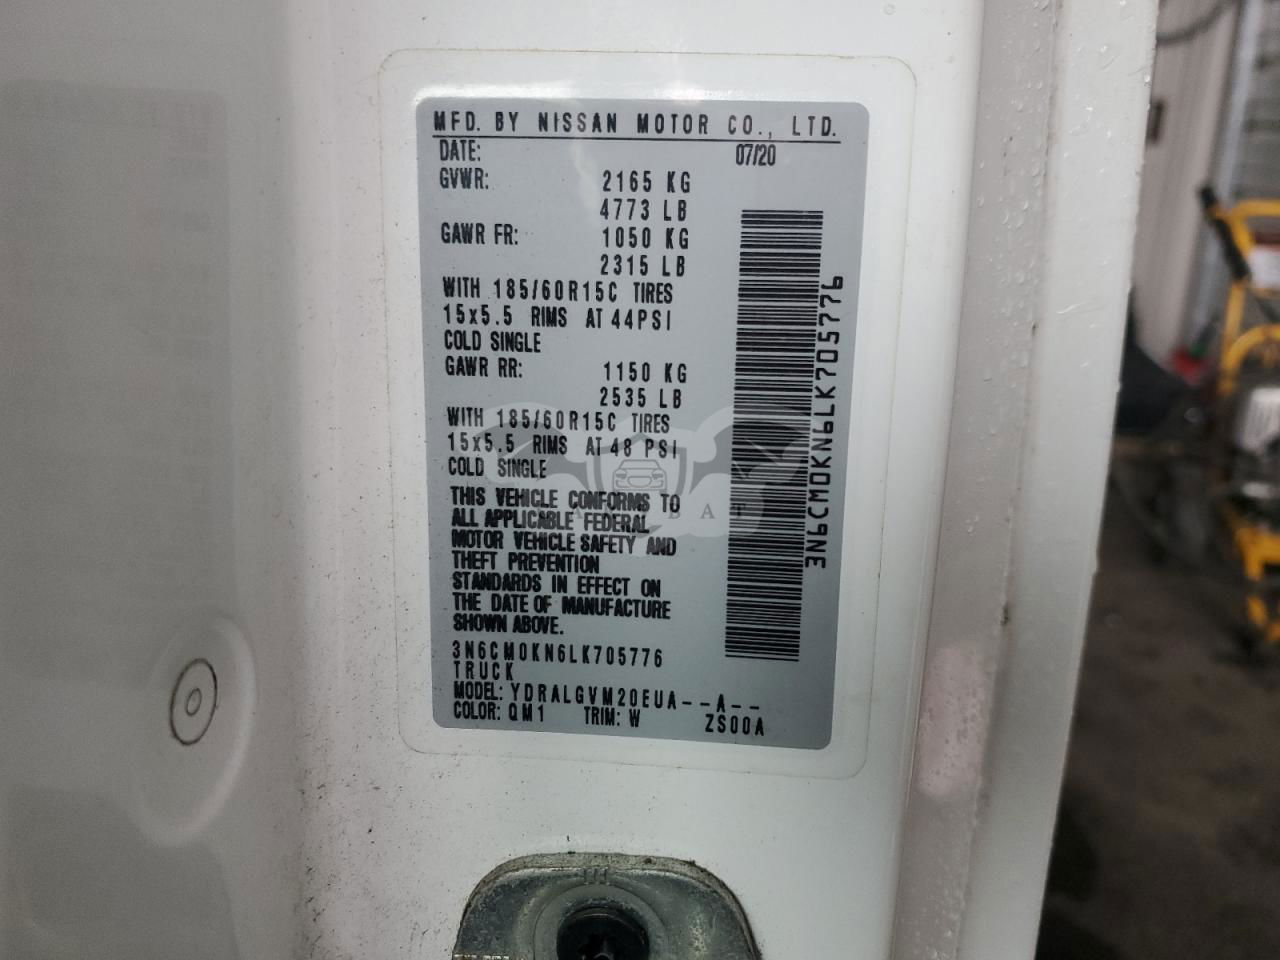 MFD. BY NISSAN MOTOR CO., LTD.
DATE: 07/20
GVWR: 2165 KG
4773 LB
GAWR FR: 1050 KG
2315 LB
WITH 185/60R15C TIRES
15x5.5 RIMS AT 44PSI
COLD SINGLE
GAWR RR: 1150 KG
2535 LB
WITH 185/60R15C TIRES
15x5.5 RIMS AT 48 PSI
COLD SINGLE
THIS VEHICLE CONFORMS TO
ALL APPLICABLE FEDERAL
MOTOR VEHICLE SAFETY AND
THEFT PREVENTION
STANDARDS IN EFFECT ON
THE DATE OF MANUFACTURE
SHOWN ABOVE.
3N6CM0KN6LK705776
TRUCK
MODEL: YDRALGVM20EUA--A--
COLOR: QM1 TRIM: W ZS00A
3N6CM0KN6LK705776